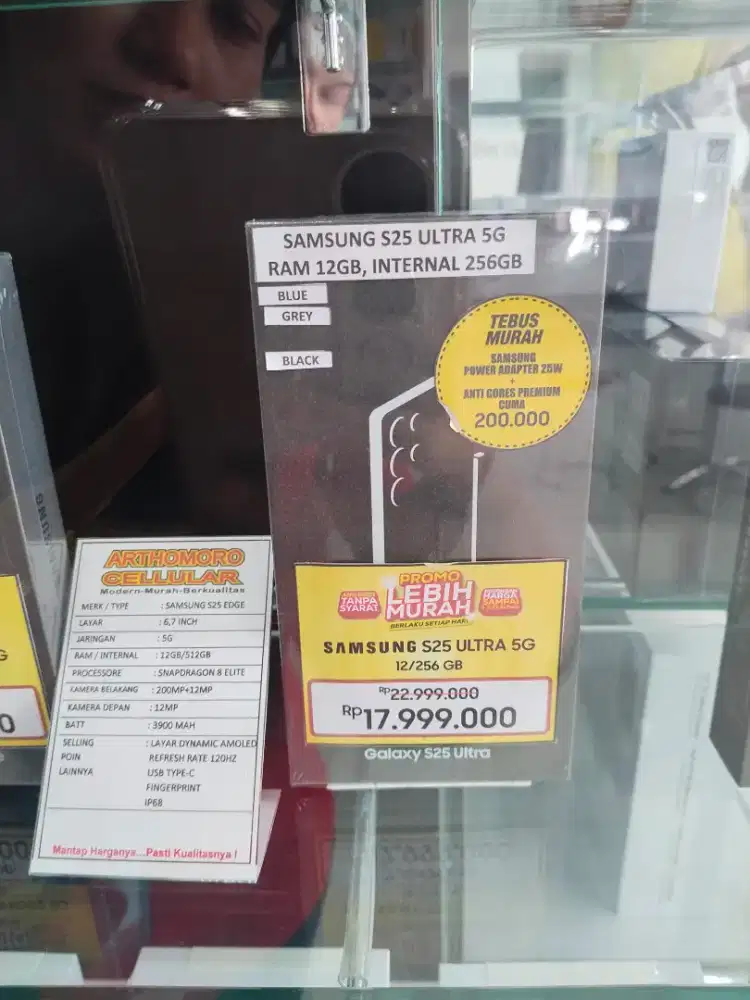 SAMSUNG S25 ULTRA 5G
RAM 12GB, INTERNAL 256GB
BLUE
GREY
BLACK
TEBUS
MURAH
SAMSUNG
POWER ADAPTER 25W
+
ANTI GORES PREMIUM
CUMA
200.000
PROMO
TANPA
SYARAT
LEBIH
MURAH
HARGA
SAMPAI
BERLAKU SETIAP HARI
SAMSUNG S25 ULTRA 5G
12/256 GB
Rp22.999.000
Rp17.999.000
Galaxy S25 Ultra
ARTHOMORO
CELLULAR
Modern-Murah-Berkualitas
MERK / TYPE : SAMSUNG S25 EDGE
LAYAR : 6,7 INCH
JARINGAN : 5G
RAM / INTERNAL : 12GB/512GB
PROCESSORE : SNAPDRAGON 8 ELITE
KAMERA BELAKANG : 200MP+12MP
KAMERA DEPAN : 12MP
BATT : 3900 MAH
SELLING : LAYAR DYNAMIC AMOLED
POIN REFRESH RATE 120HZ
LAINNYA USB TYPE-C
FINGERPRINT
IP68
Mantap Harganya...Pasti Kualitasnya !
G
0